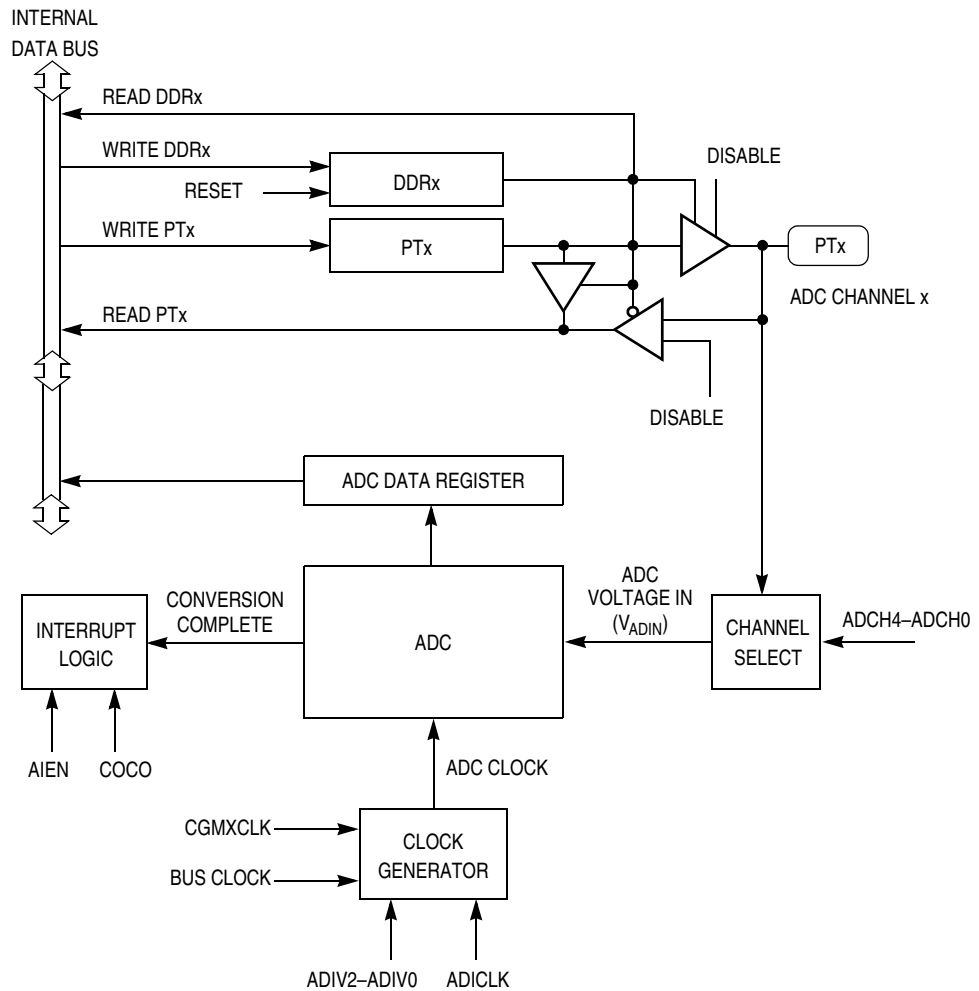 INTERNAL
DATA BUS
READ DDRx
WRITE DDRx
DISABLE
RESET
DDRx
WRITE PTx
PTx
PTx
ADC CHANNEL x
READ PTx
DISABLE
ADC DATA REGISTER
INTERRUPT
LOGIC
CONVERSION
COMPLETE
ADC
ADC
VOLTAGE IN
(VADIN)
CHANNEL
SELECT
ADCH4–ADCH0
AIEN
COCO
ADC CLOCK
CGMXCLK
BUS CLOCK
CLOCK
GENERATOR
ADIV2–ADIV0
ADICLK